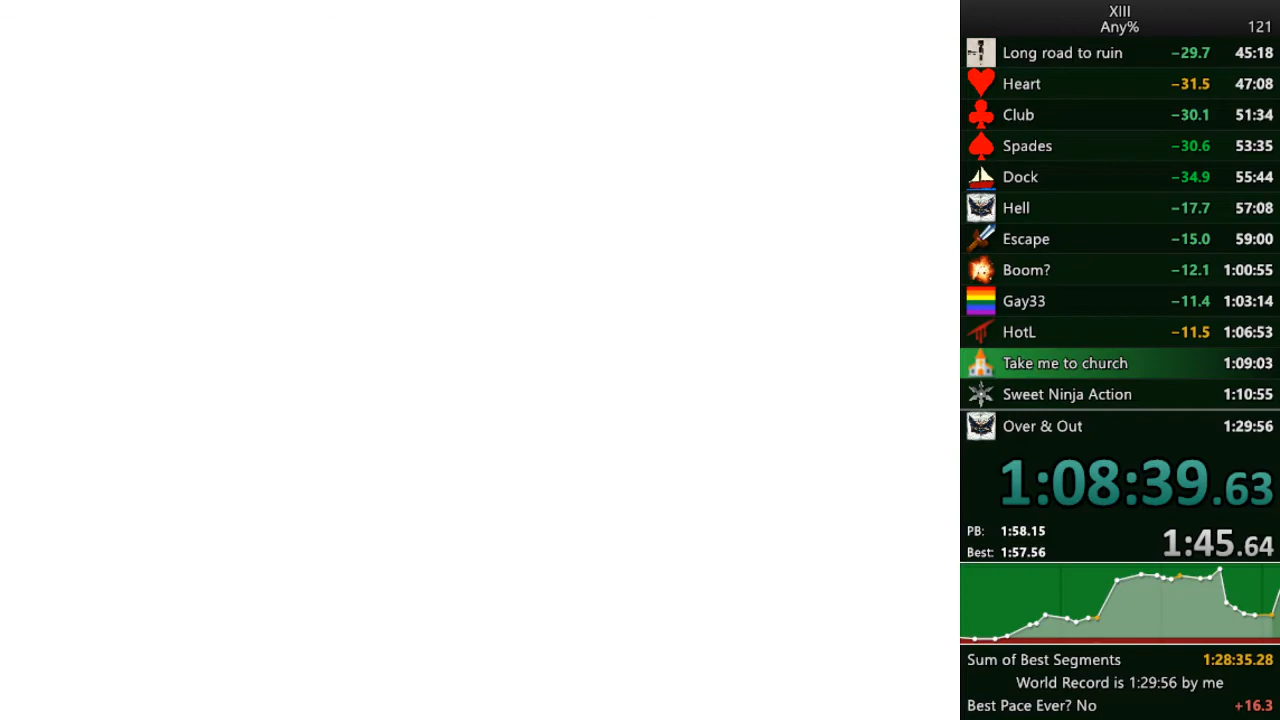 XIII
Any% 121
Long road to ruin −29.7 45:18
Heart −31.5 47:08
Club −30.1 51:34
Spades −30.6 53:35
Dock −34.9 55:44
Hell −17.7 57:08
Escape −15.0 59:00
Boom? −12.1 1:00:55
Gay33 −11.4 1:03:14
HotL −11.5 1:06:53
Take me to church 1:09:03
Sweet Ninja Action 1:10:55
Over & Out 1:29:56
1:08:39.63
PB: 1:58.15
Best: 1:57.56
1:45.64
Sum of Best Segments 1:28:35.28
World Record is 1:29:56 by me
Best Pace Ever? No +16.3